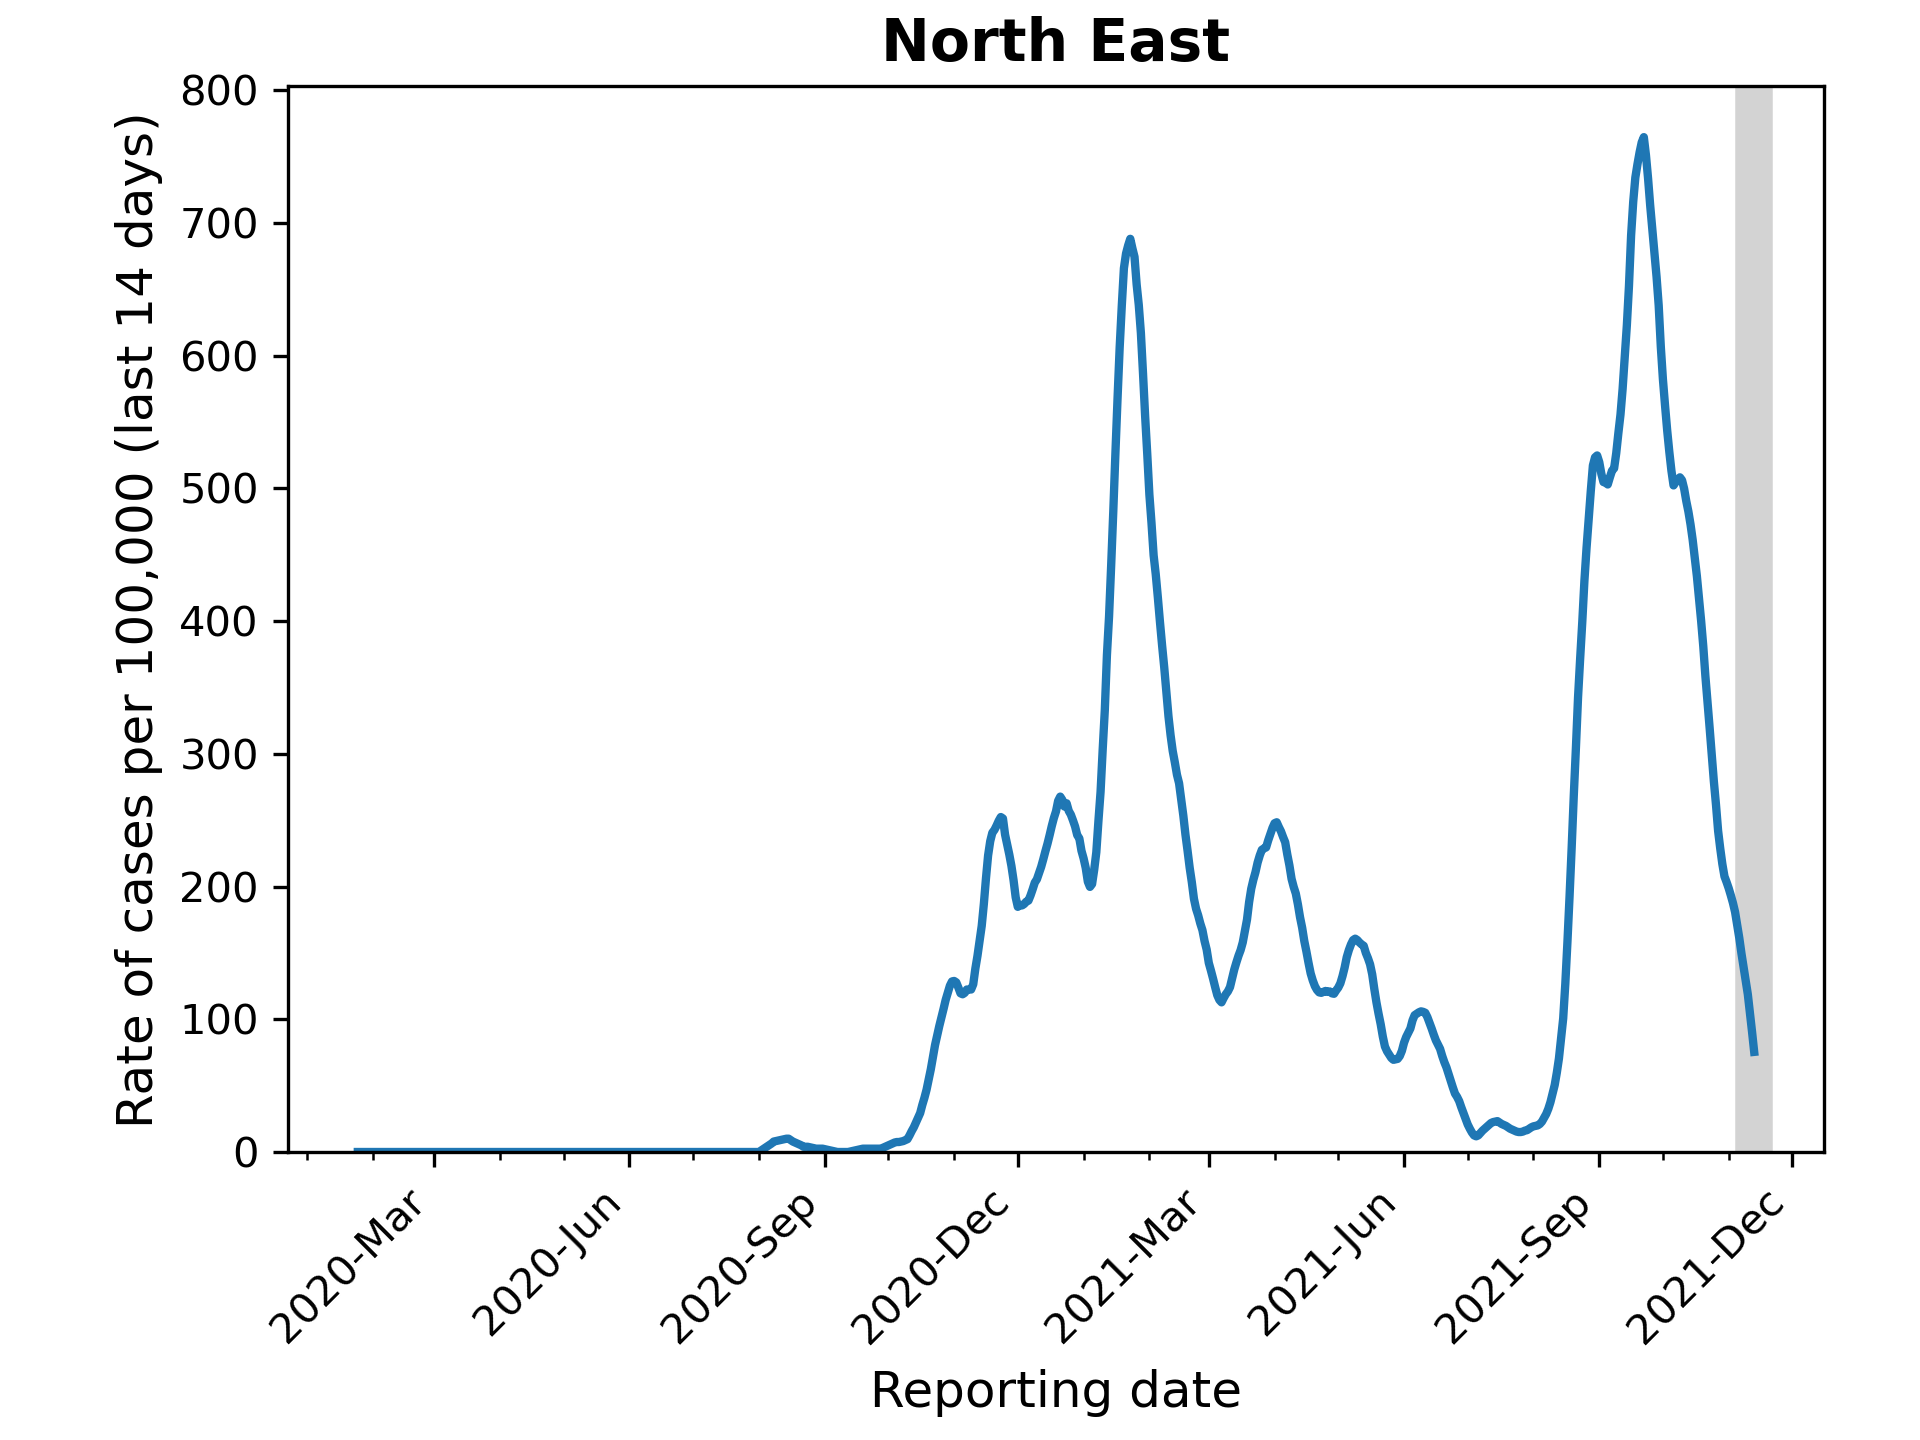 North East
Rate of cases per 100,000 (last 14 days)
800
700
600
500
400
300
200
100
0
2020-Mar
2020-Jun
2020-Sep
2020-Dec
2021-Mar
2021-Jun
2021-Sep
2021-Dec
Reporting date